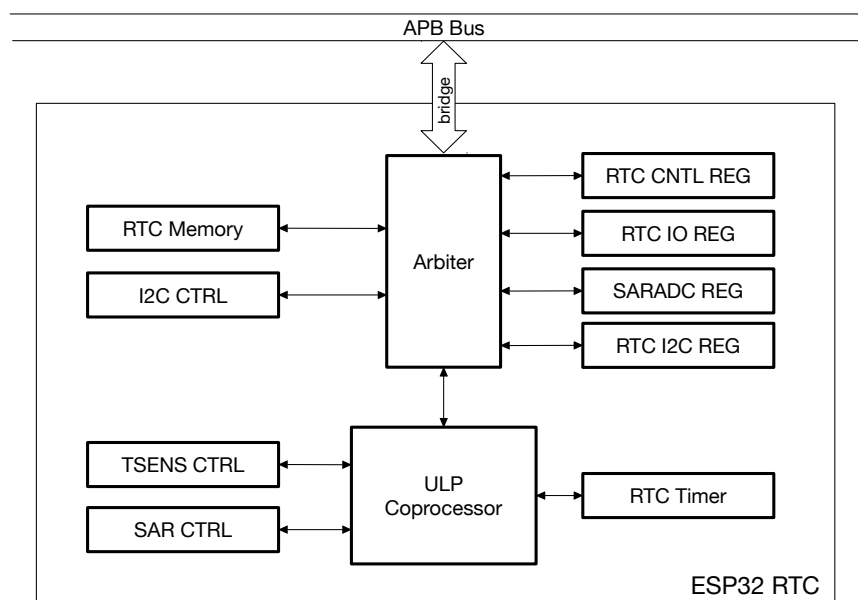 APB Bus
bridge
RTC CNTL REG
RTC Memory
RTC IO REG
Arbiter
I2C CTRL
SARADC REG
RTC I2C REG
TSENS CTRL
ULP
Coprocessor
RTC Timer
SAR CTRL
ESP32 RTC